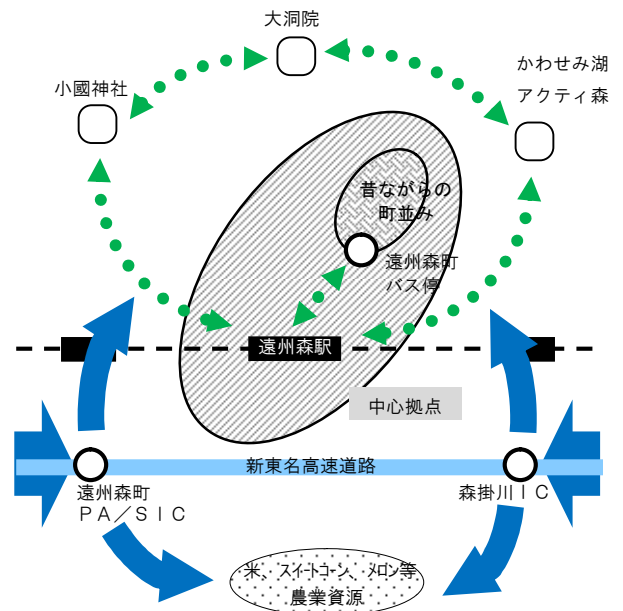 大洞院
かわせみ湖
アクティ森
小國神社
昔ながらの
町並み
遠州森町
バス停
遠州森駅
中心拠点
新東名高速道路
遠州森町
ＰＡ／ＳＩＣ
森掛川ＩＣ
米、スイートコーン、メロン等
農業資源